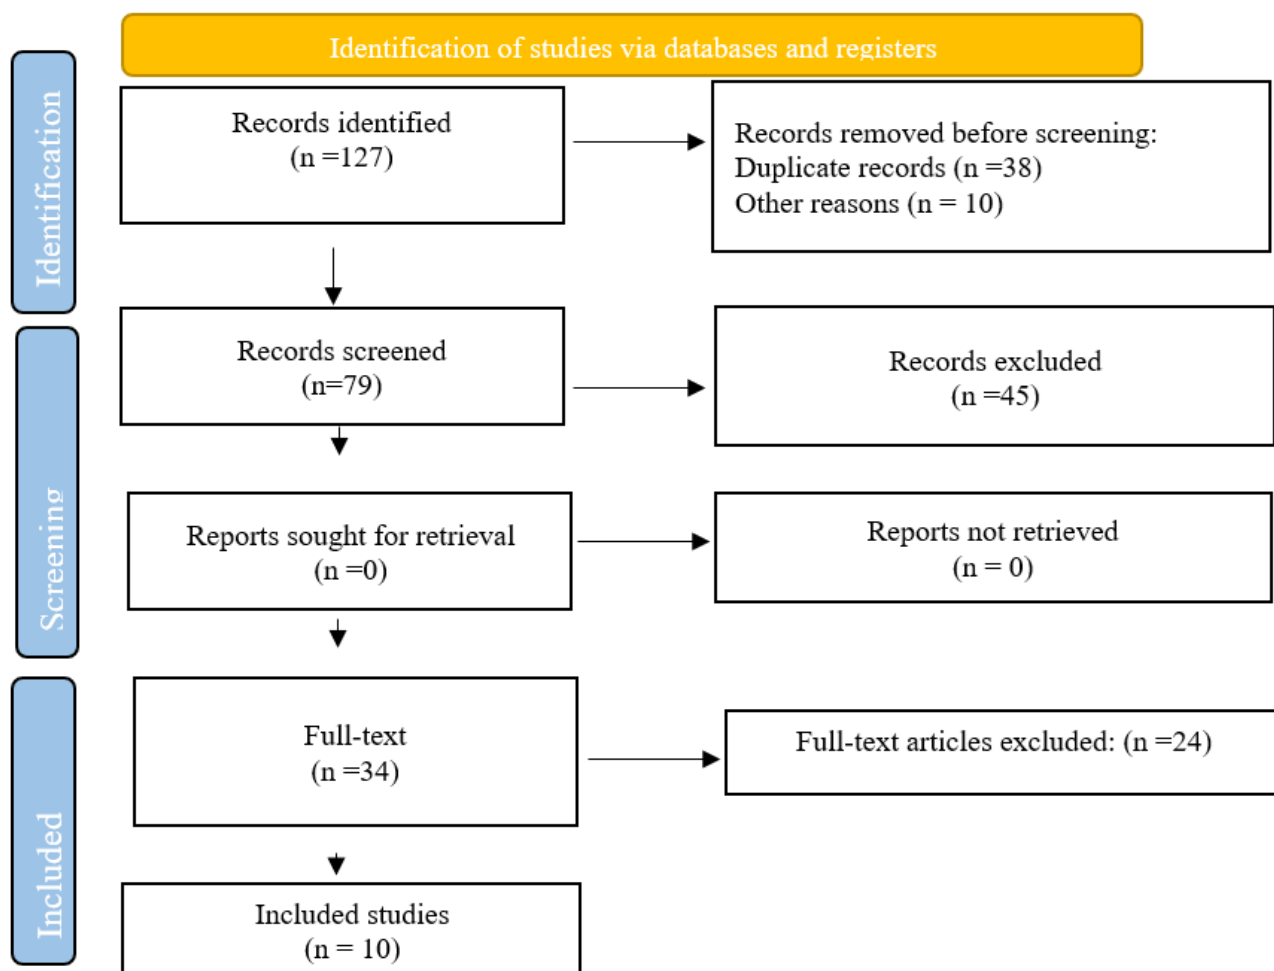 Identification of studies via databases and registers
Identification
Records identified
(n =127)
Records removed before screening:
Duplicate records (n =38)
Other reasons (n = 10)
Screening
Records screened
(n=79)
Records excluded
(n =45)
Reports sought for retrieval
(n =0)
Reports not retrieved
(n = 0)
Included
Full-text
(n =34)
Full-text articles excluded: (n =24)
Included studies
(n = 10)